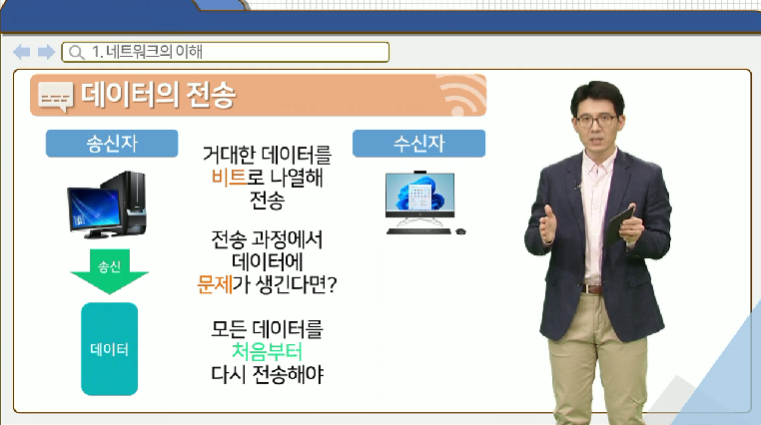 1. 네트워크의 이해
데이터의 전송
송신자
거대한 데이터를
비트로 나열해
전송
수신자
송신
전송 과정에서
데이터에
문제가 생긴다면?
데이터
모든 데이터를
처음부터
다시 전송해야